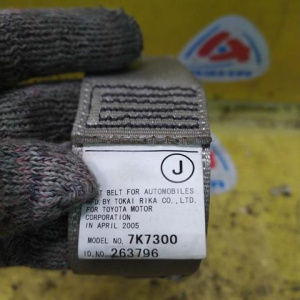 J
BELT FOR AUTOMOBILES
MFD. BY TOKAI RIKA CO., LTD.
FOR TOYOTA MOTOR
CORPORATION
IN APRIL 2005
MODEL NO. 7K7300
ID NO. 263796